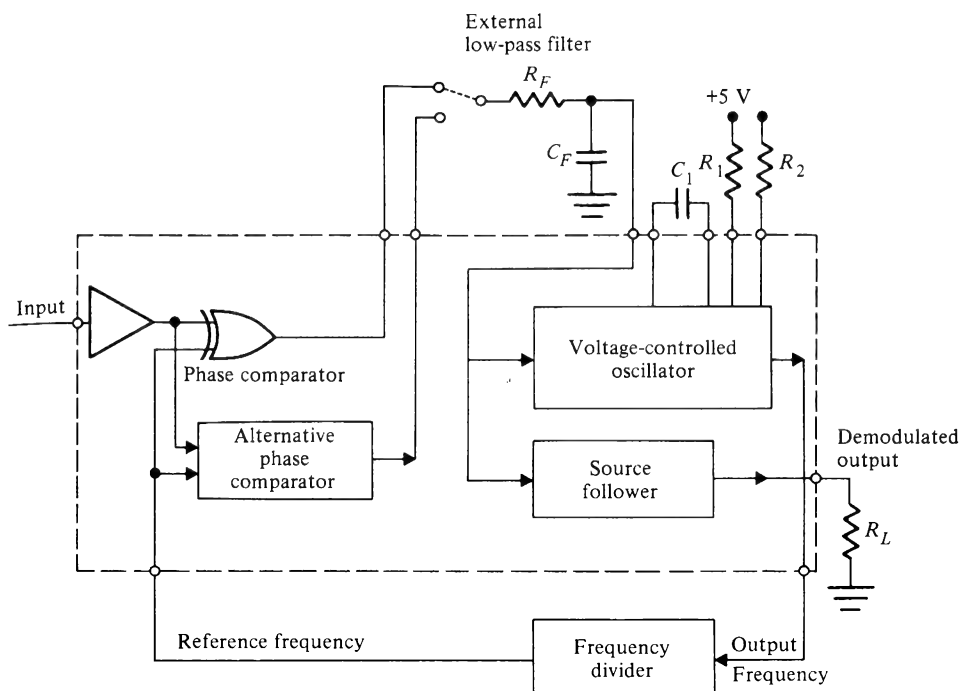 External
low-pass filter
R_F
+5 V
C_F
C_1
R_1
R_2
Input
Phase comparator
Voltage-controlled
oscillator
Alternative
phase
comparator
Demodulated
output
Source
follower
R_L
Reference frequency
Frequency
divider
Output
Frequency